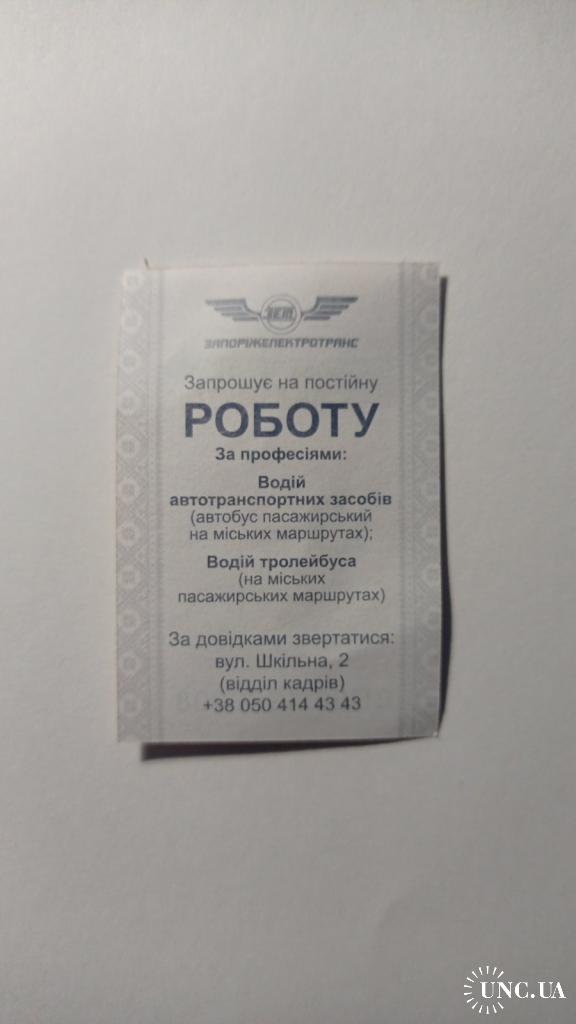 ЗЕТ
ЗАПОРІЖЕЛЕКТРОТРАНС
Запрошує на постійну
РОБОТУ
За професіями:
Водій
автотранспортних засобів
(автобус пасажирський
на міських маршрутах);
Водій тролейбуса
(на міських
пасажирських маршрутах)
За довідками звертатися:
вул. Шкільна, 2
(відділ кадрів)
+38 050 414 43 43
UNC.UA